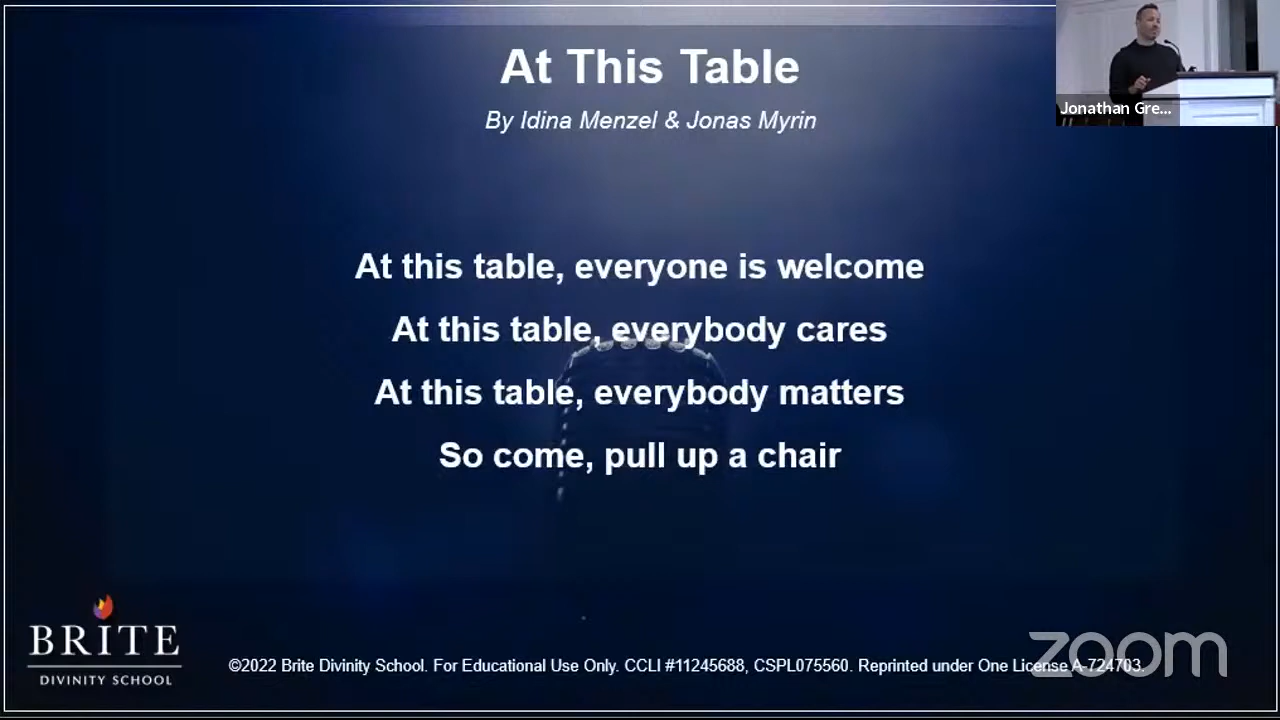 At This Table
By Idina Menzel & Jonas Myrin
Jonathan Gre...
At this table, everyone is welcome
At this table, everybody cares
At this table, everybody matters
So come, pull up a chair
BRITE
DIVINITY SCHOOL
©2022 Brite Divinity School. For Educational Use Only. CCLI #11245688, CSPL075560. Reprinted under One License A-724703.
zoom